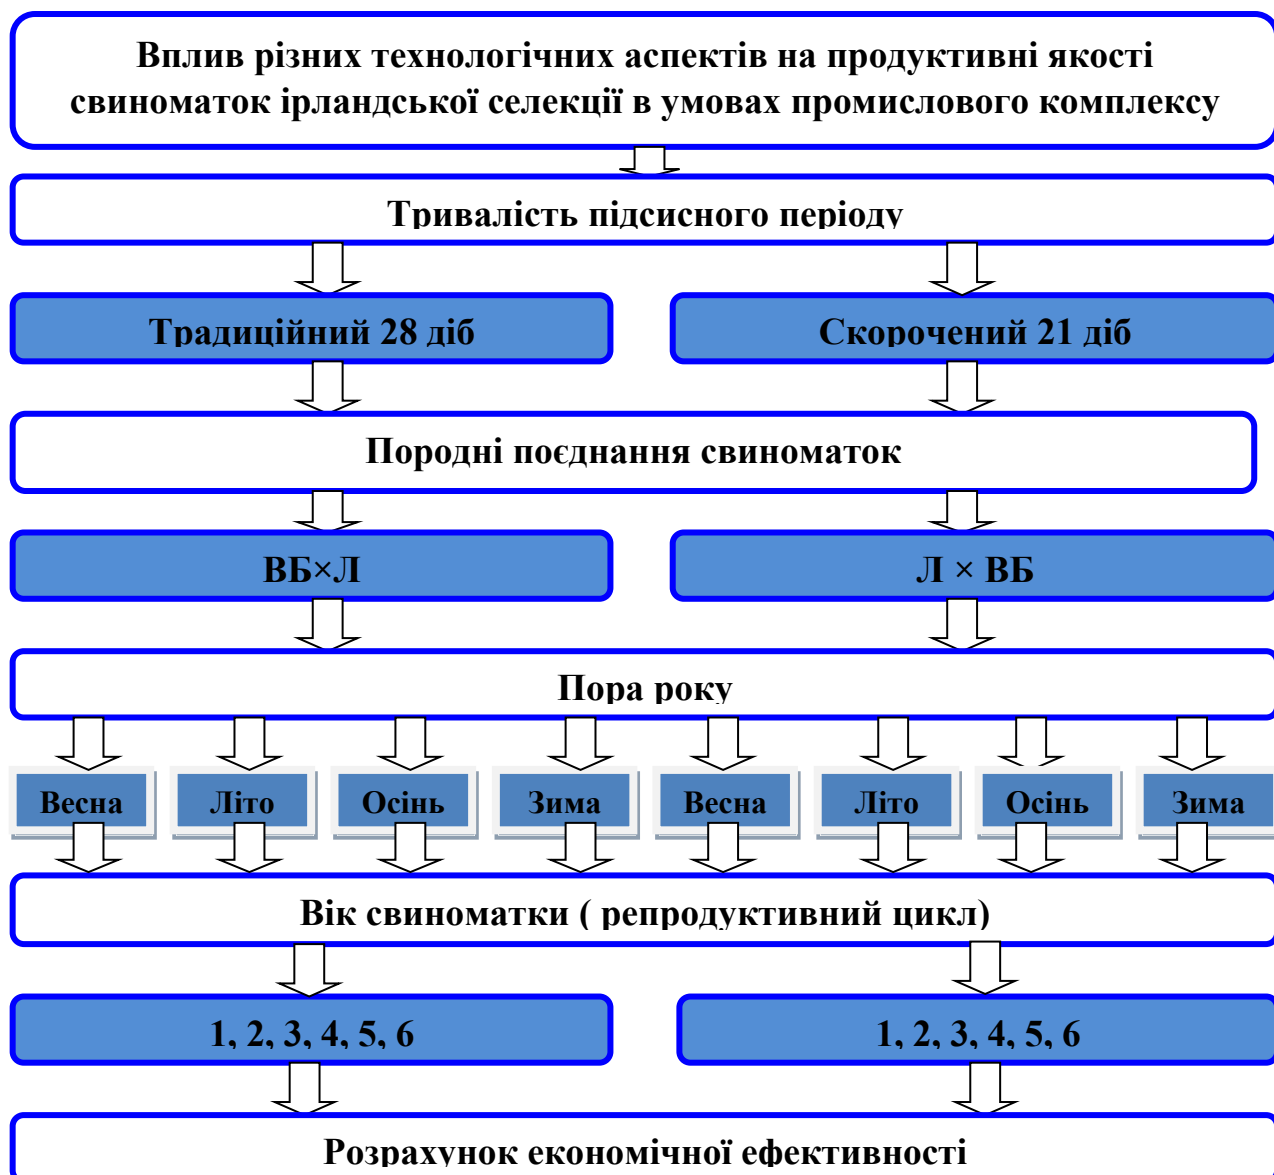 Вплив різних технологічних аспектів на продуктивні якості
свиноматок ірландської селекції в умовах промислового комплексу
Тривалість підсисного періоду
Традиційний 28 діб
Скорочений 21 діб
Породні поєднання свиноматок
ВБ×Л
Л × ВБ
Пора року
Весна
Літо
Осінь
Зима
Весна
Літо
Осінь
Зима
Вік свиноматки ( репродуктивний цикл)
1, 2, 3, 4, 5, 6
1, 2, 3, 4, 5, 6
Розрахунок економічної ефективності